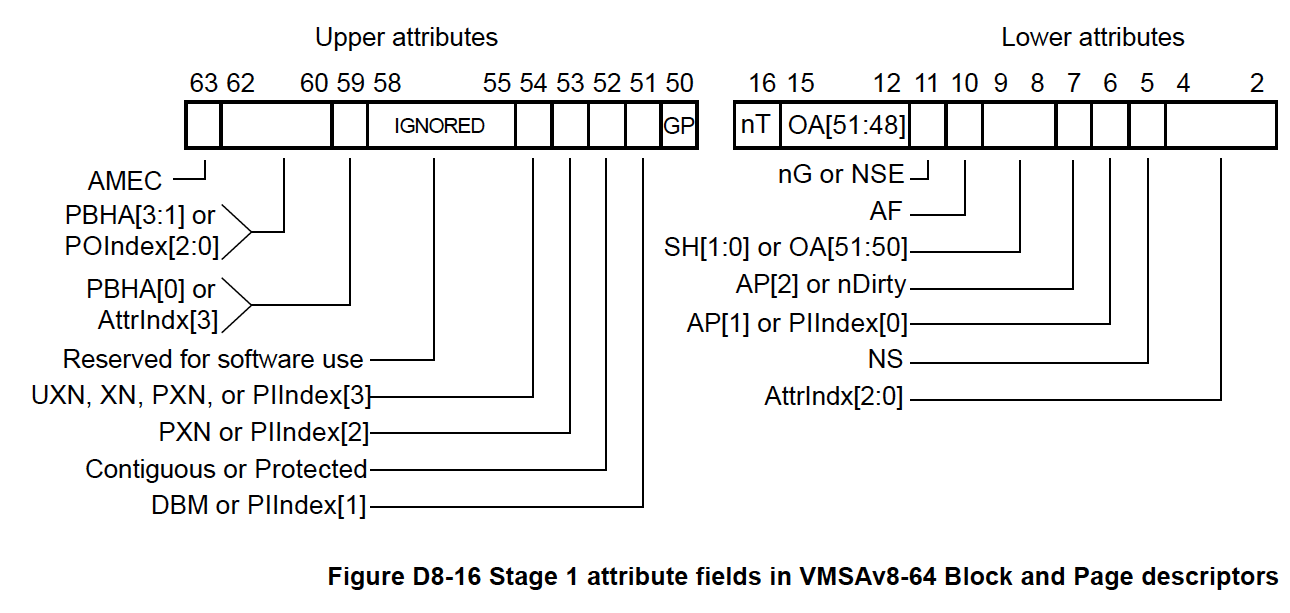 Upper attributes
Lower attributes
63 62 60 59 58 55 54 53 52 51 50
16 15 12 11 10 9 8 7 6 5 4 2
IGNORED
GP
nT
OA[51:48]
AMEC
PBHA[3:1] or
POIndex[2:0]
PBHA[0] or
AttrIndx[3]
Reserved for software use
UXN, XN, PXN, or PIIndex[3]
PXN or PIIndex[2]
Contiguous or Protected
DBM or PIIndex[1]
nG or NSE
AF
SH[1:0] or OA[51:50]
AP[2] or nDirty
AP[1] or PIIndex[0]
NS
AttrIndx[2:0]
Figure D8-16 Stage 1 attribute fields in VMSAv8-64 Block and Page descriptors